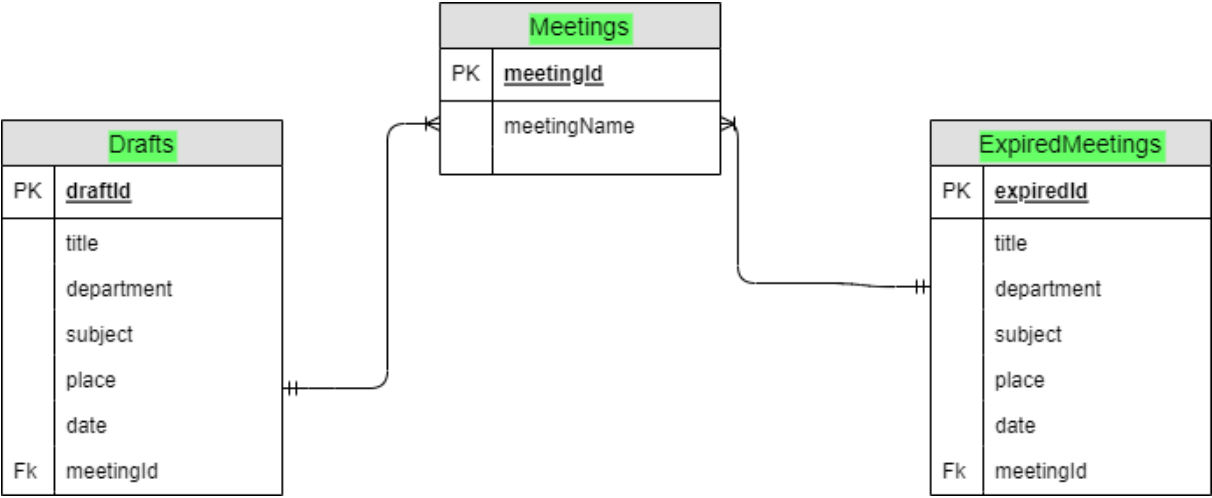 Meetings
PK meetingId
meetingName
Drafts
PK draftId
title
department
subject
place
date
Fk meetingId
ExpiredMeetings
PK expiredId
title
department
subject
place
date
Fk meetingId